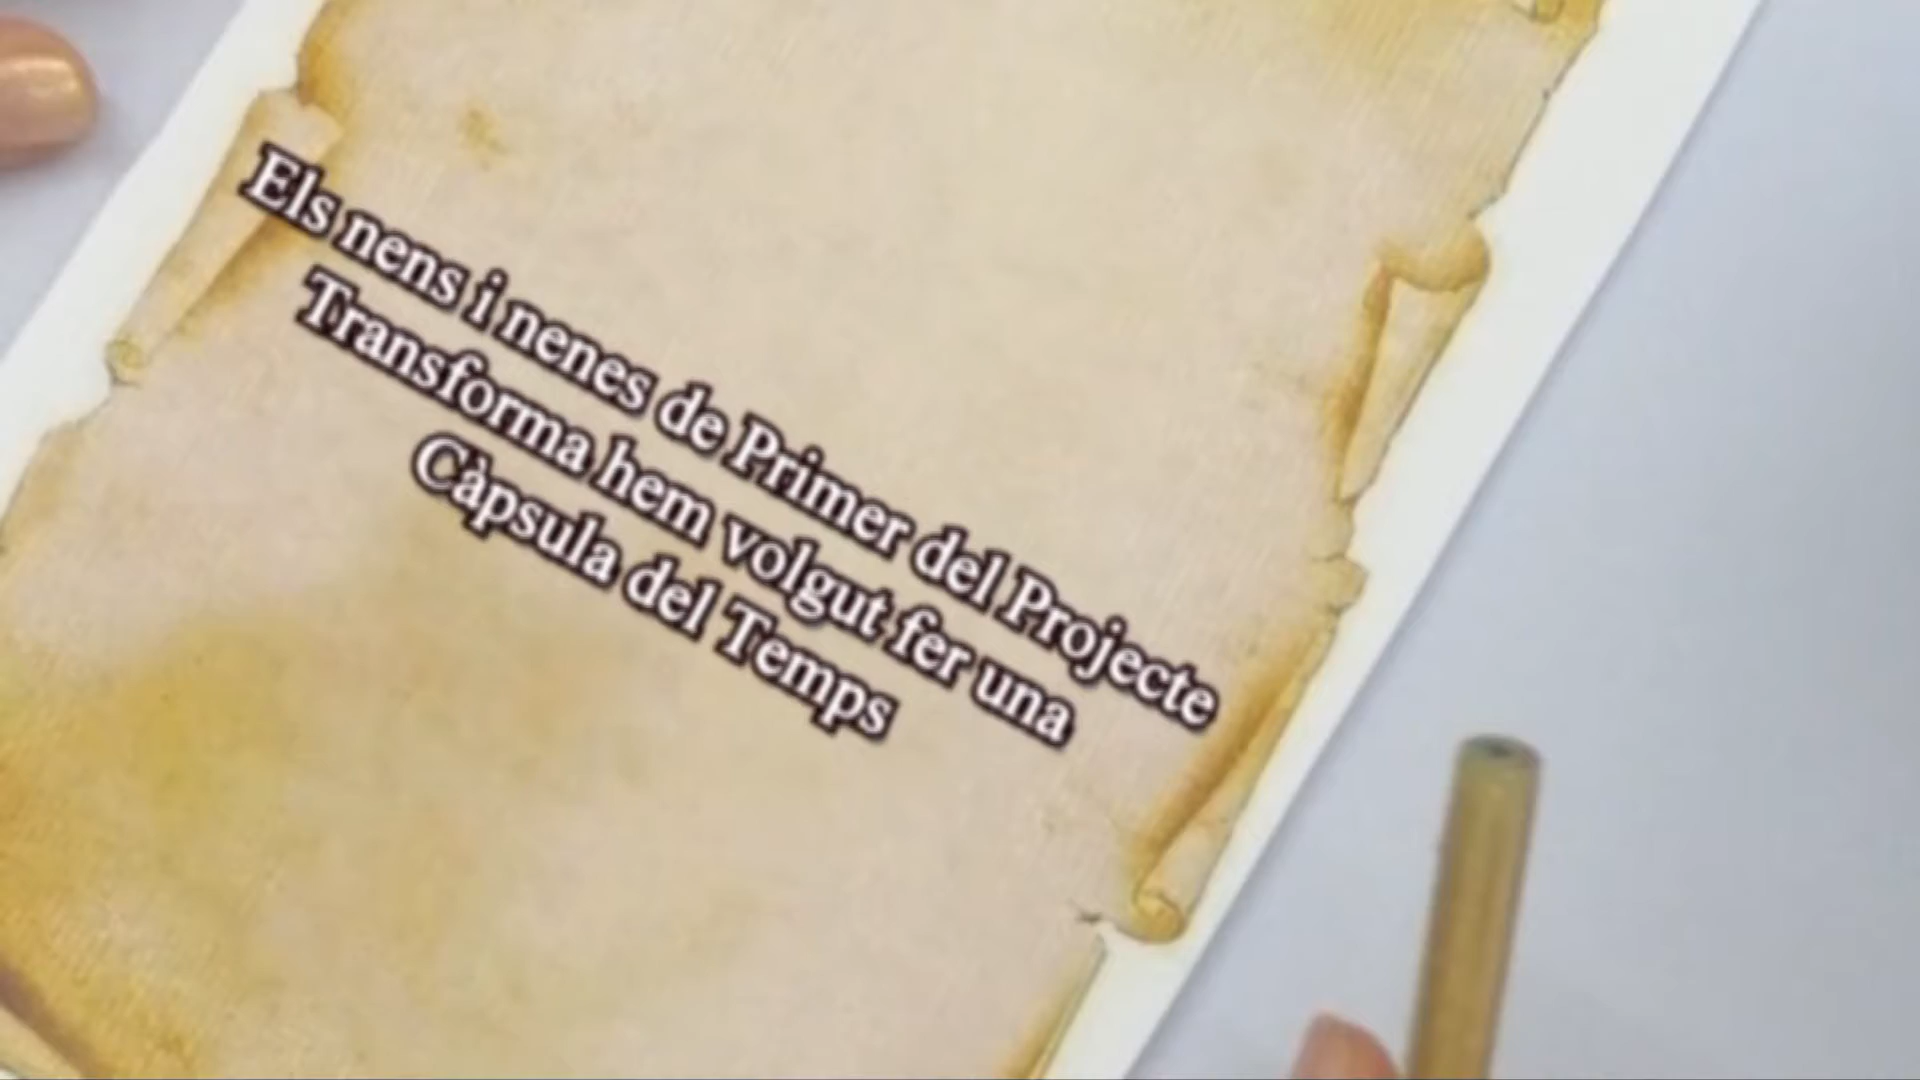 Els nens i nenes de Primer del Projecte
Transforma hem volgut fer una
Càpsula del Temps